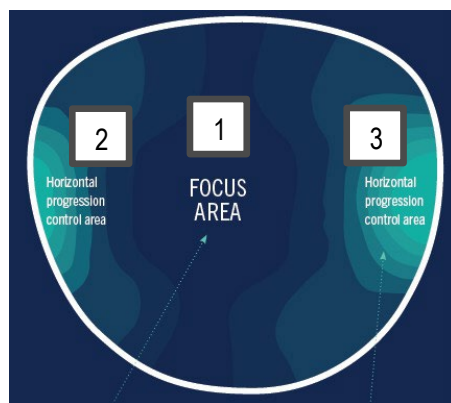 2
1
3
FOCUS
AREA
Horizontal
progression
control area
Horizontal
progression
control area